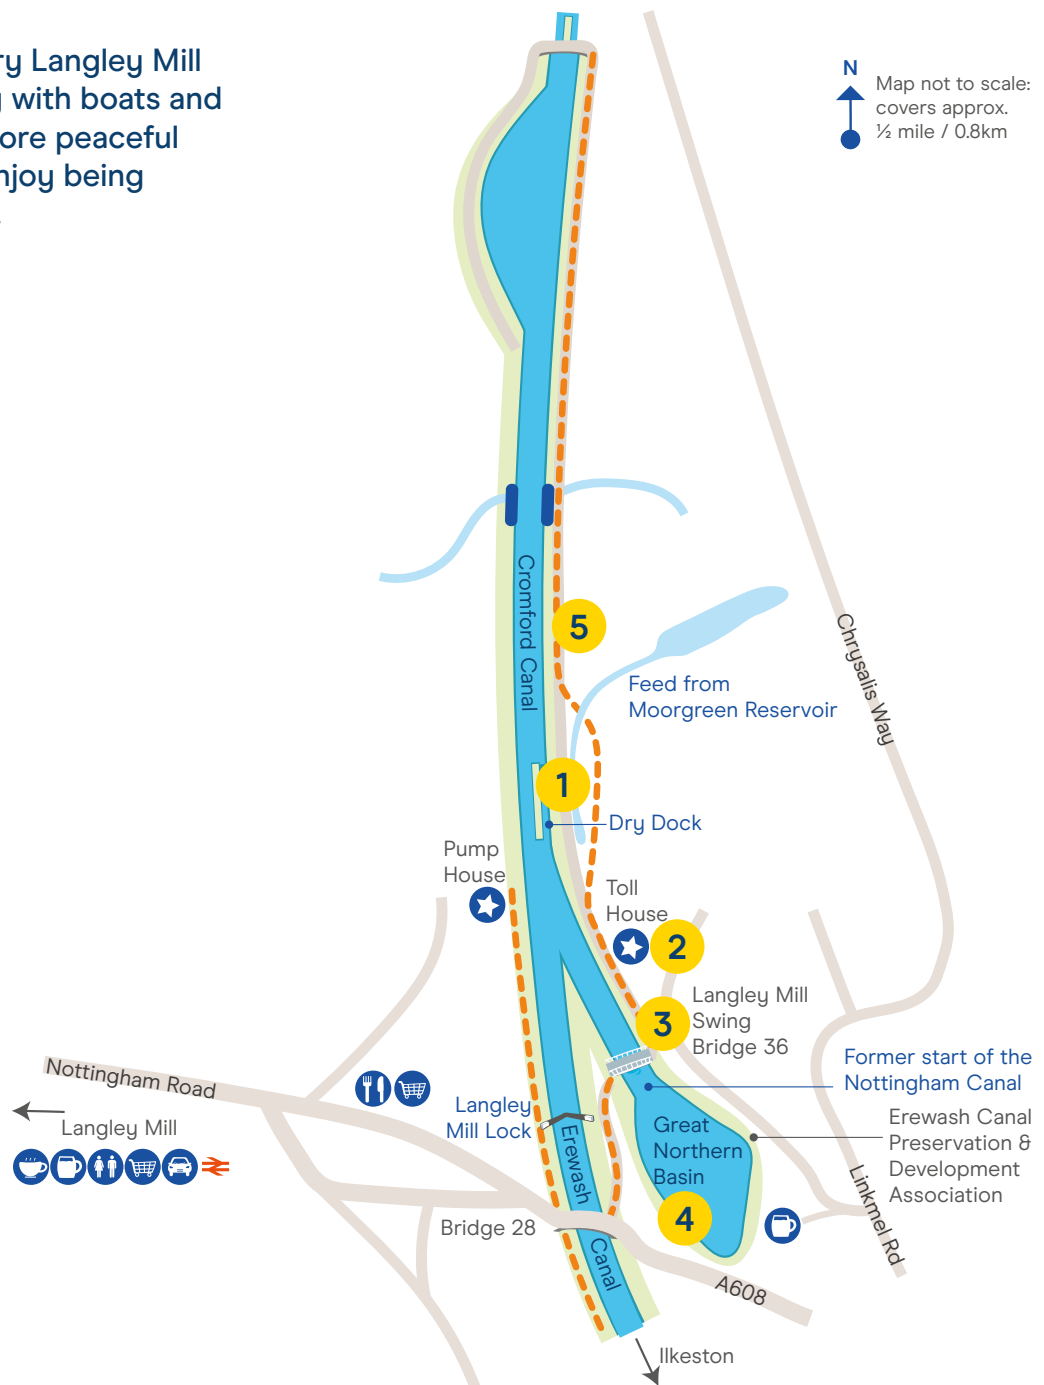 ry Langley Mill
with boats and
ore peaceful
njoy being
N
Map not to scale:
covers approx.
½ mile / 0.8km
Cromford Canal
5
Chrysalis Way
Feed from
Moorgreen Reservoir
1
Dry Dock
Pump
House
Toll
House
2
3
Langley Mill
Swing
Bridge 36
Former start of the
Nottingham Canal
Nottingham Road
Langley Mill
Langley
Mill Lock
Erewash
Canal
Great
Northern
Basin
4
Erewash Canal
Preservation &
Development
Association
Linkmel Rd
Bridge 28
A608
Ilkeston